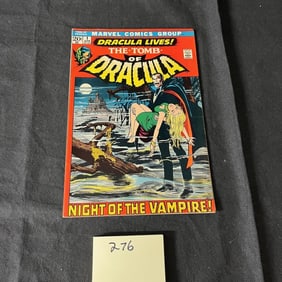 MARVEL COMICS GROUP
DRACULA LIVES!
THE TOMB
OF
DRACULA
NIGHT OF THE VAMPIRE!
276